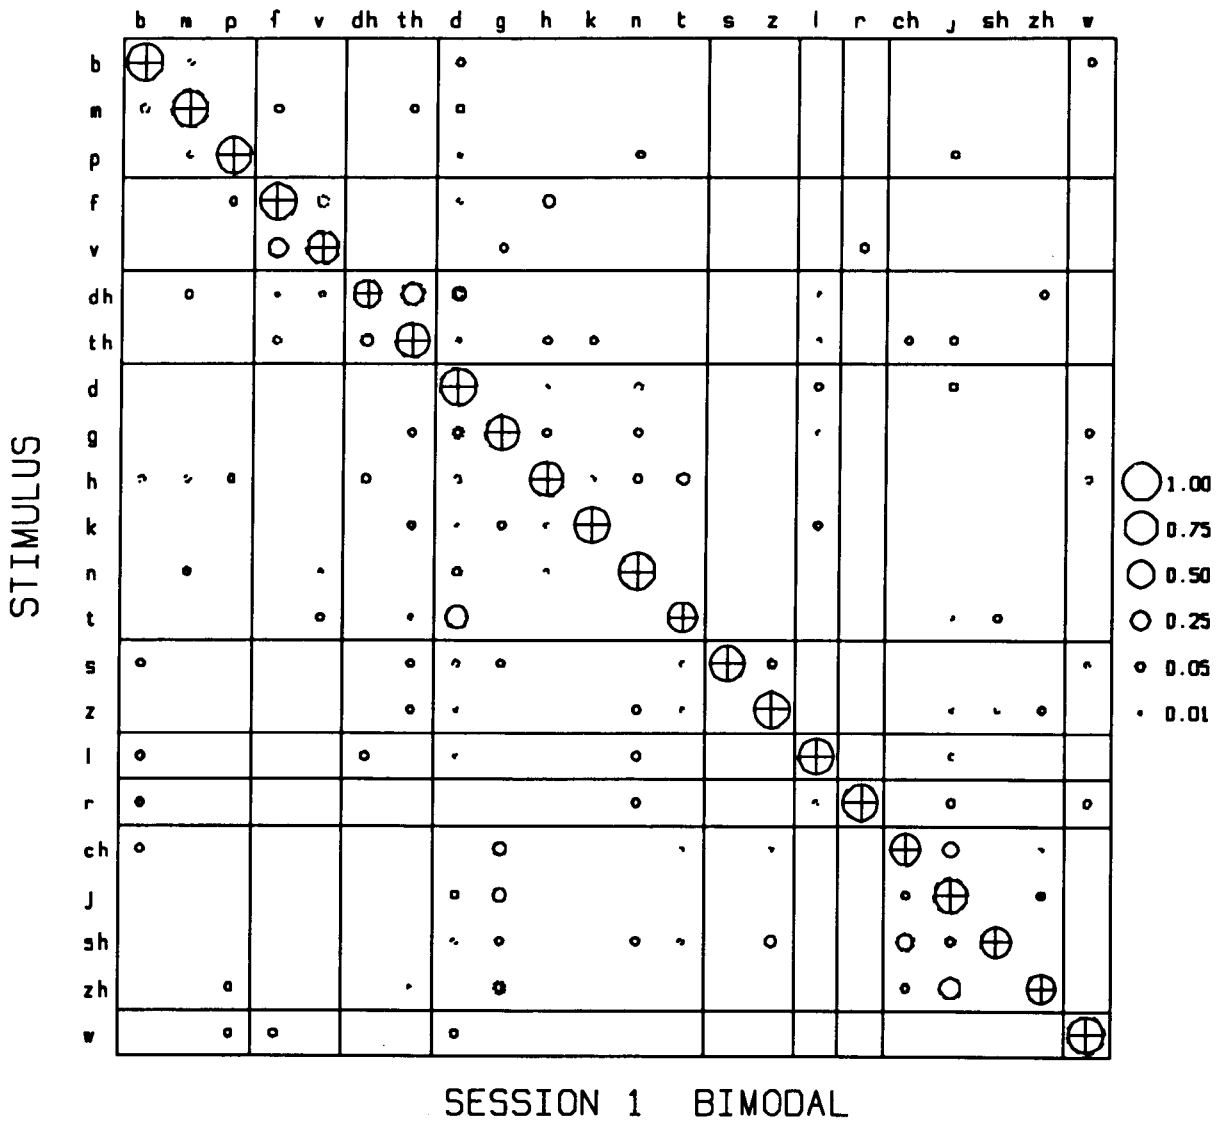 b m p f v dh th d g h k n t s z l r ch j sh zh w
b
m
p
f
v
dh
th
d
g
h
k
n
t
s
z
l
r
ch
j
sh
zh
w
STIMULUS
1.00
0.75
0.50
0.25
0.05
0.01
SESSION 1 BIMODAL